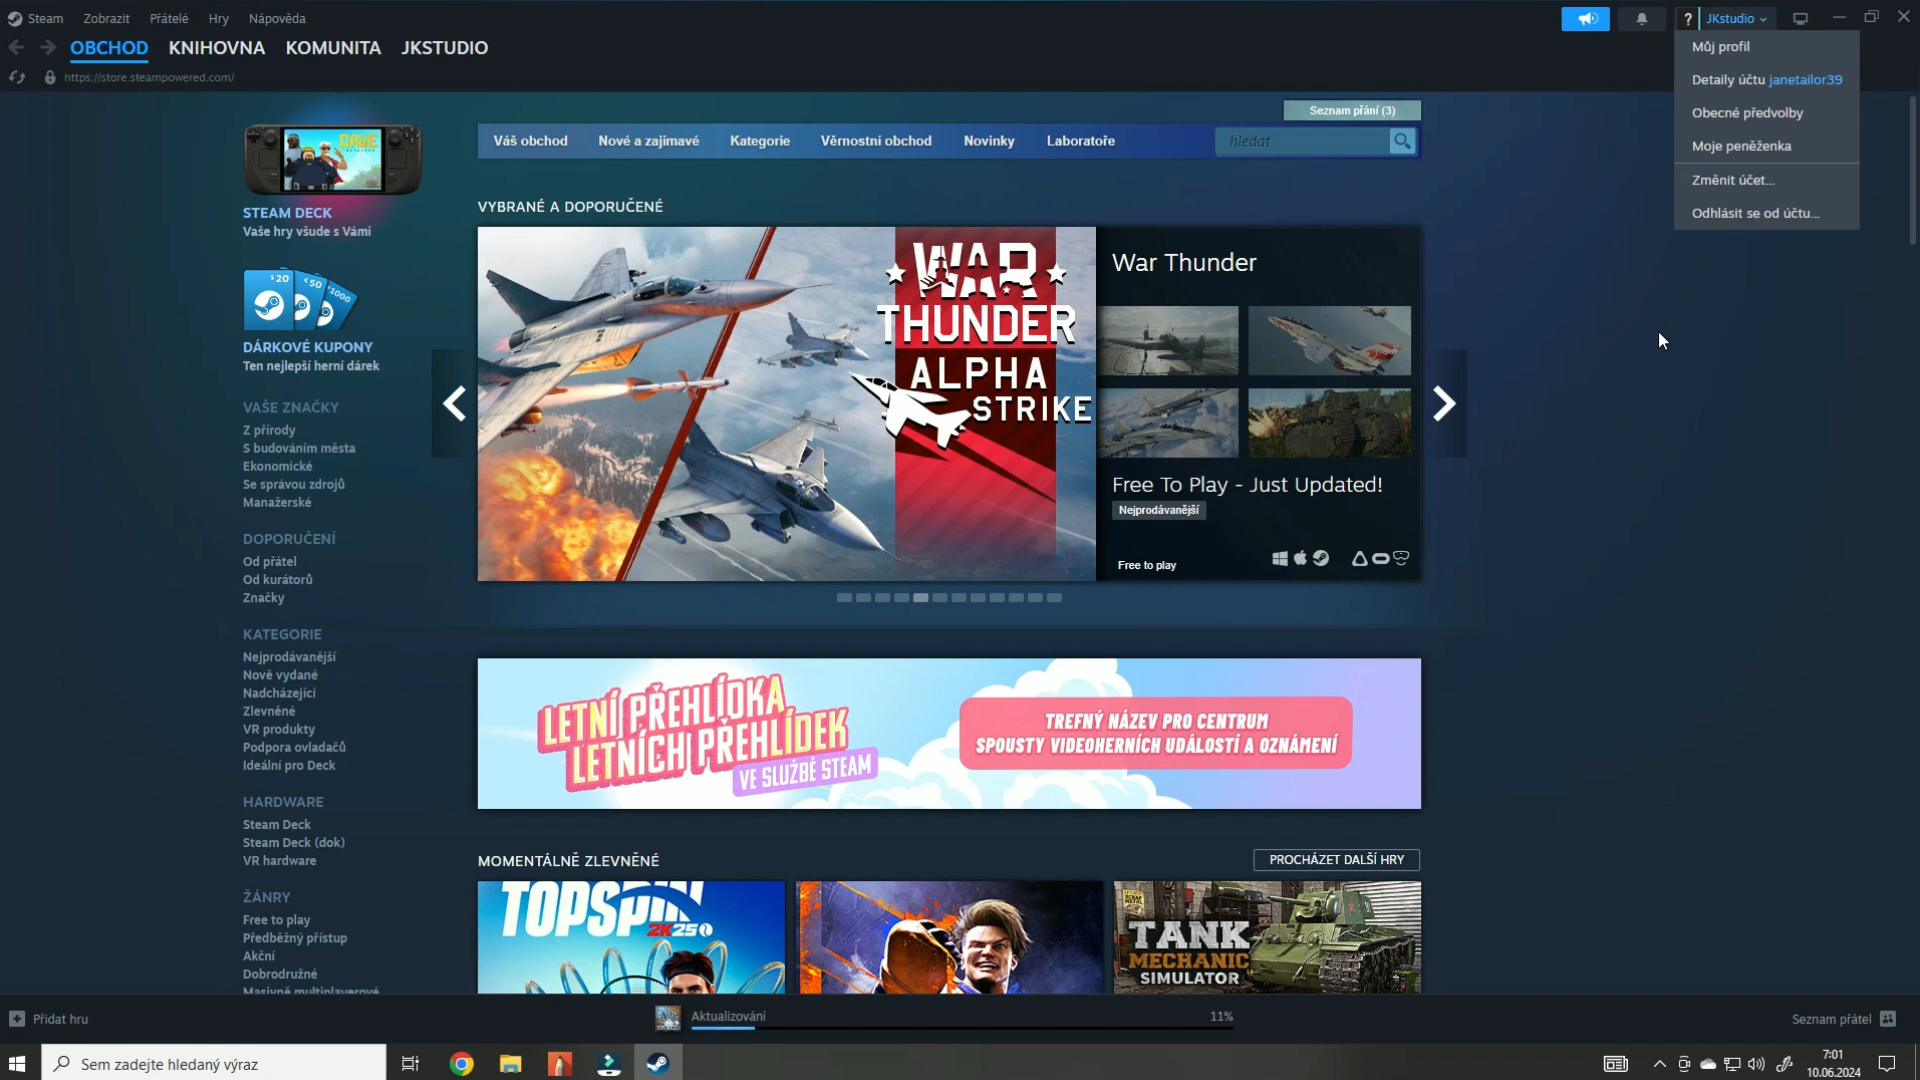 Steam
Zobrazit
Přátelé
Hry
Nápověda
?
JKstudio
OBCHOD
KNIHOVNA
KOMUNITA
JKSTUDIO
https://store.steampowered.com/
Můj profil
Detaily účtu janetailor39
Obecné předvolby
Moje peněženka
Změnit účet...
Odhlásit se od účtu...
Seznam přání (3)
Váš obchod
Nové a zajímavé
Kategorie
Věrnostní obchod
Novinky
Laboratoře
hledat
DAVE
STEAM DECK
Vaše hry všude s Vámi
$20
€50
¥1000
DÁRKOVÉ KUPONY
Ten nejlepší herní dárek
VAŠE ZNAČKY
Z přírody
S budováním města
Ekonomické
Se správou zdrojů
Manažerské
DOPORUČENÍ
Od přátel
Od kurátorů
Značky
KATEGORIE
Nejprodávanější
Nově vydané
Nadcházející
Zlevněné
VR produkty
Podpora ovladačů
Ideální pro Deck
HARDWARE
Steam Deck
Steam Deck (dok)
VR hardware
ŽÁNRY
Free to play
Předběžný přístup
Akční
Dobrodružné
Masivně multiplayerové
VYBRANÉ A DOPORUČENÉ
WAR
THUNDER
ALPHA
STRIKE
War Thunder
Free To Play - Just Updated!
Nejprodávanější
Free to play
LETNÍ PŘEHLÍDKA
LETNÍCH PŘEHLÍDEK
VE SLUŽBĚ STEAM
TREFNÝ NÁZEV PRO CENTRUM
SPOUSTY VIDEOHERNÍCH UDÁLOSTÍ A OZNÁMENÍ
MOMENTÁLNĚ ZLEVNĚNÉ
PROCHÁZET DALŠÍ HRY
TOPSPIN
2K25
TANK
MECHANIC
SIMULATOR
Přidat hru
Aktualizování
11%
Seznam přátel
Sem zadejte hledaný výraz
7:01
10.06.2024